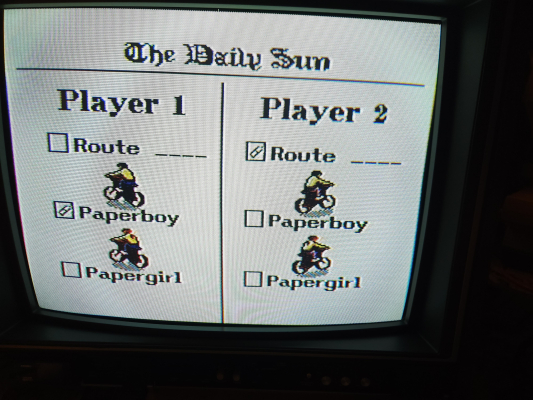 The Daily Sun
Player 1
Route ____
Paperboy
Papergirl
Player 2
Route ____
Paperboy
Papergirl